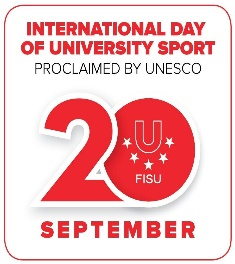 INTERNATIONAL DAY
OF UNIVERSITY SPORT
PROCLAIMED BY UNESCO
20
U
FISU
SEPTEMBER